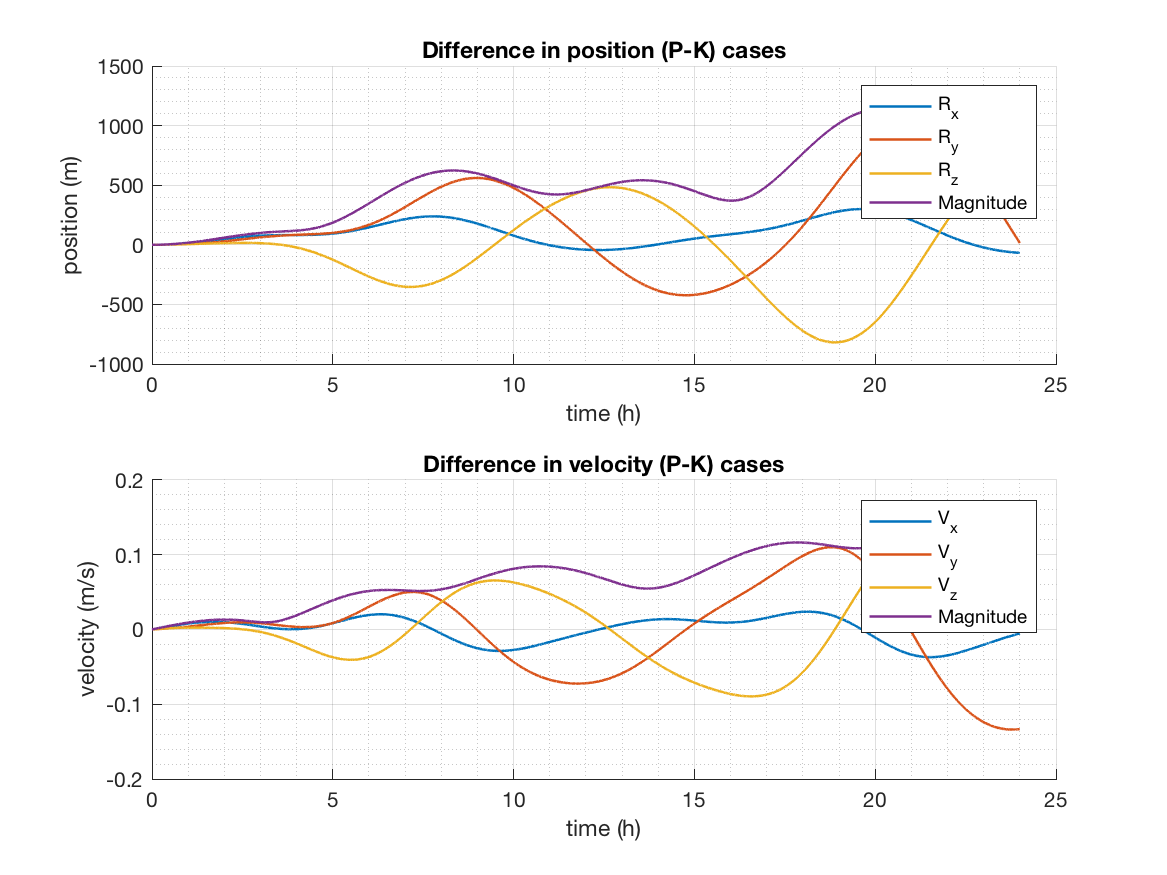 Difference in position (P-K) cases
1500
1000
500
0
-500
-1000
position (m)
0 5 10 15 20 25
time (h)
R_x
R_y
R_z
Magnitude
Difference in velocity (P-K) cases
0.2
0.1
0
-0.1
-0.2
velocity (m/s)
0 5 10 15 20 25
time (h)
V_x
V_y
V_z
Magnitude